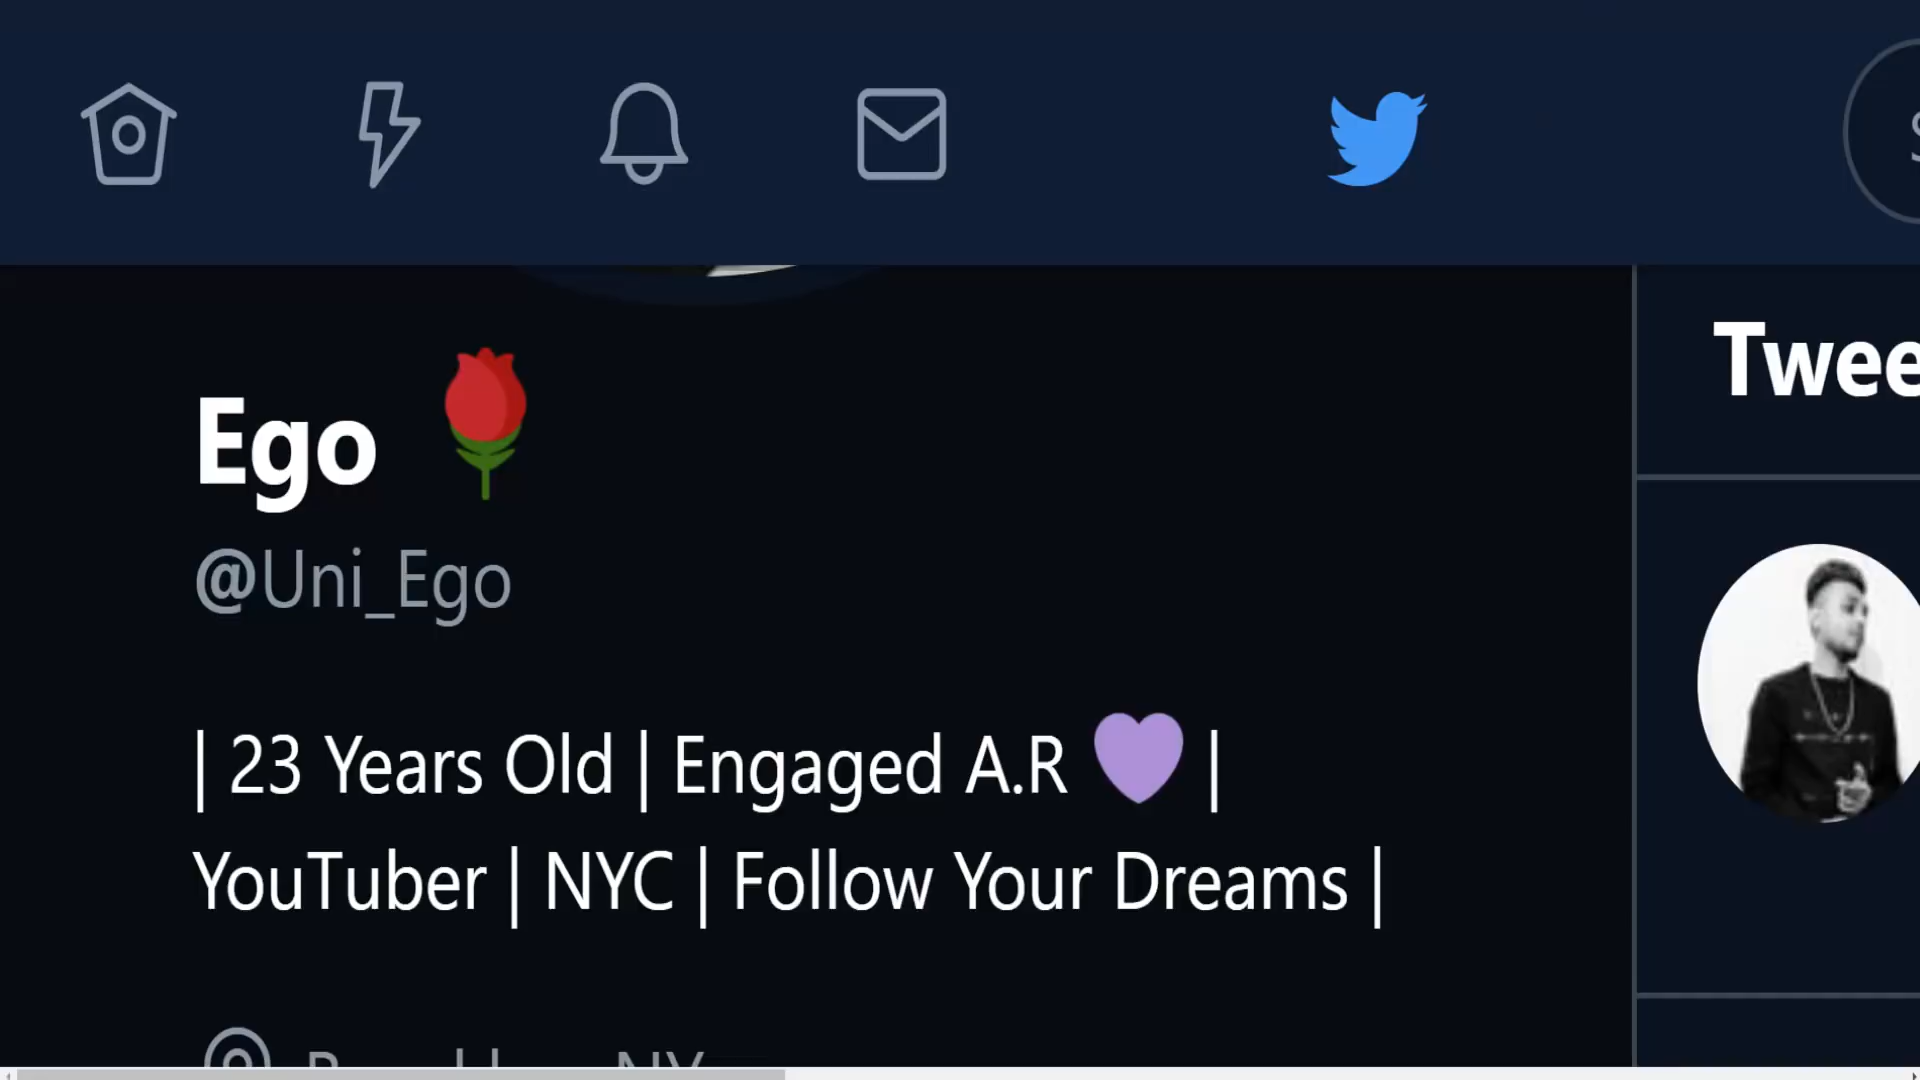 Ego
@Uni_Ego
| 23 Years Old | Engaged A.R 💜 |
YouTuber | NYC | Follow Your Dreams |
Twee